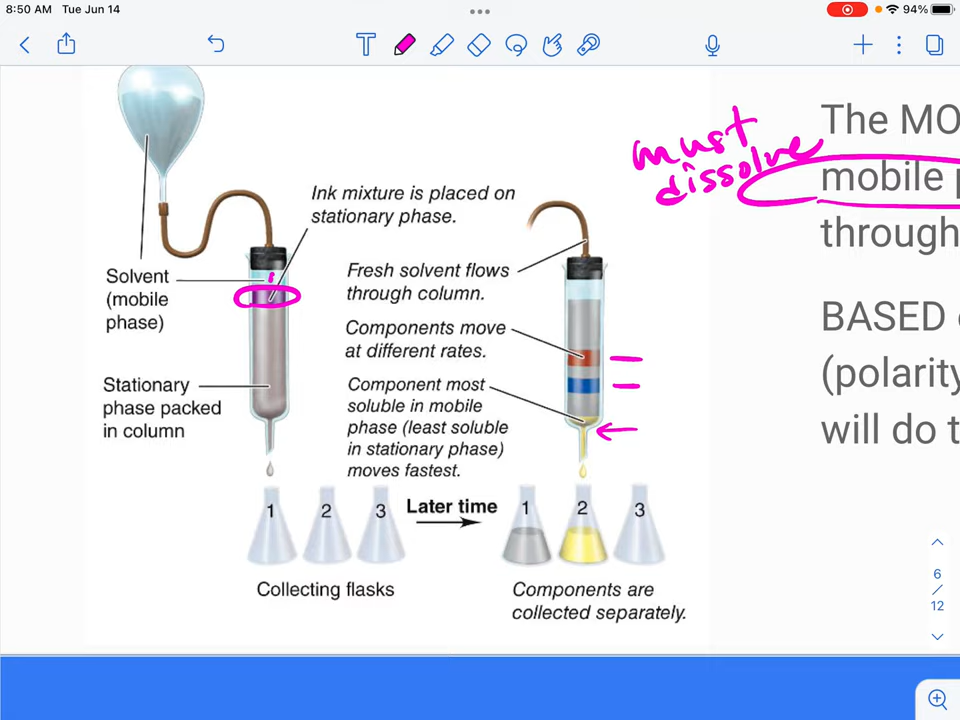 8:50 AM Tue Jun 14
94%
T
must
dissolve
The MO
mobile p
through
BASED
(polarity
will do t
Ink mixture is placed on
stationary phase.
Solvent
(mobile
phase)
Fresh solvent flows
through column.
Components move
at different rates.
Stationary
phase packed
in column
Component most
soluble in mobile
phase (least soluble
in stationary phase)
moves fastest.
1 2 3
Later time
1 2 3
Collecting flasks
Components are
collected separately.
6
/
12